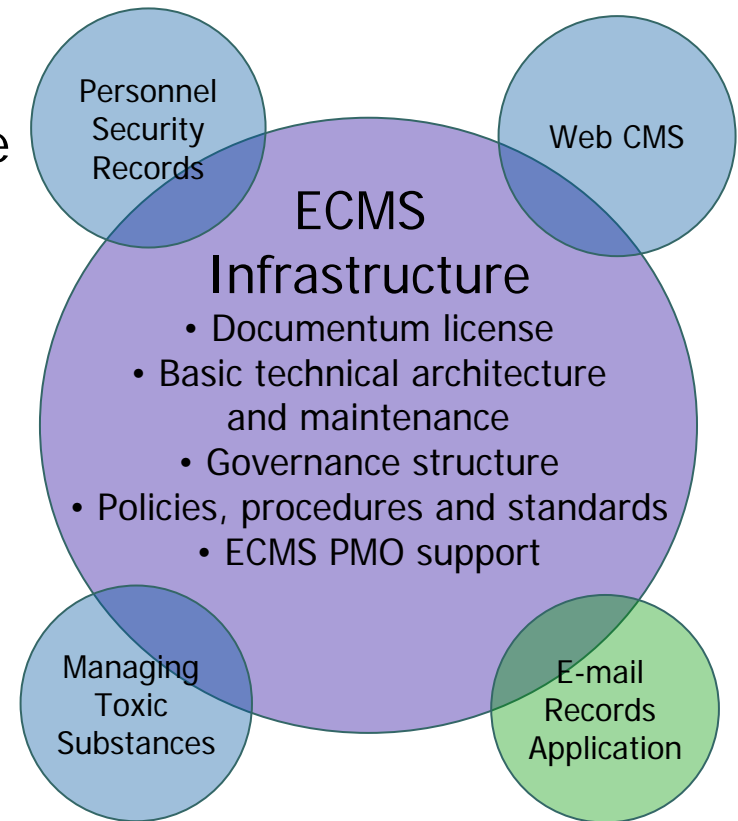 Personnel
Security
Records
e
Web CMS
ECMS
Infrastructure
• Documentum license
• Basic technical architecture
and maintenance
• Governance structure
• Policies, procedures and standards
• ECMS PMO support
Managing
Toxic
Substances
E-mail
Records
Application